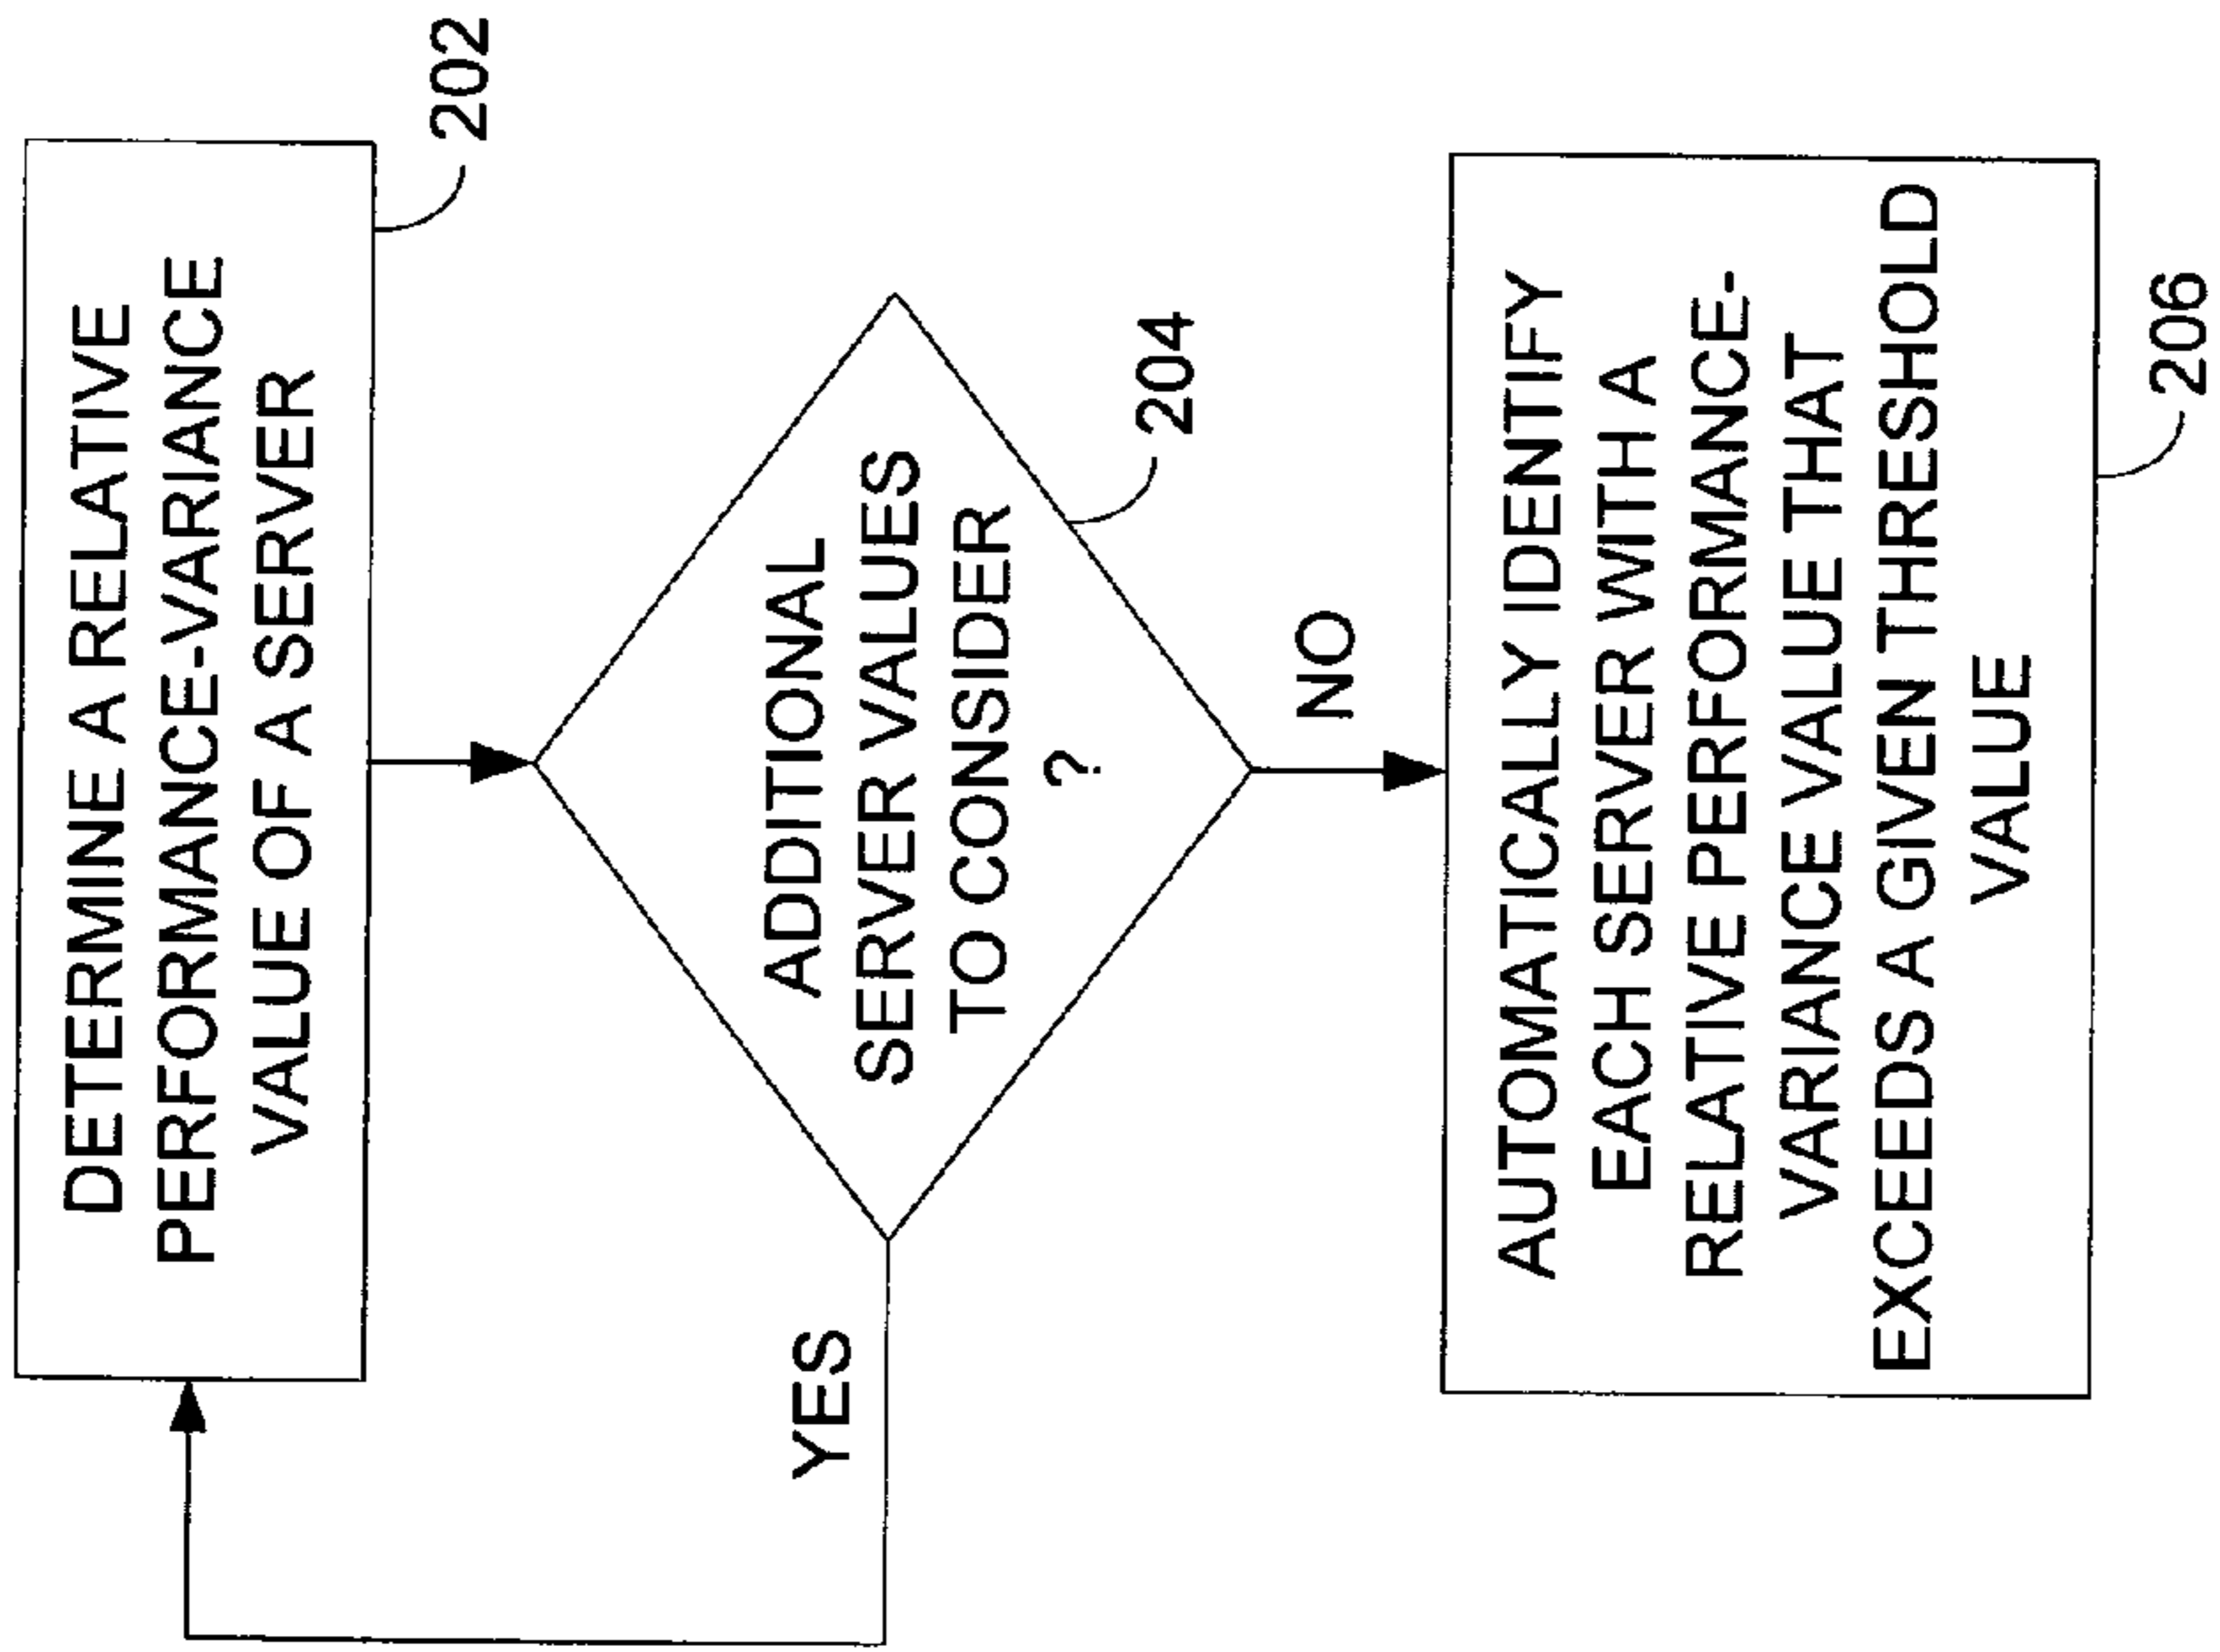 DETERMINE A RELATIVE
PERFORMANCE-VARIANCE
VALUE OF A SERVER
202
ADDITIONAL
SERVER VALUES
TO CONSIDER
?
204
YES
NO
AUTOMATICALLY IDENTIFY
EACH SERVER WITH A
RELATIVE PERFORMANCE-
VARIANCE VALUE THAT
EXCEEDS A GIVEN THRESHOLD
VALUE
206